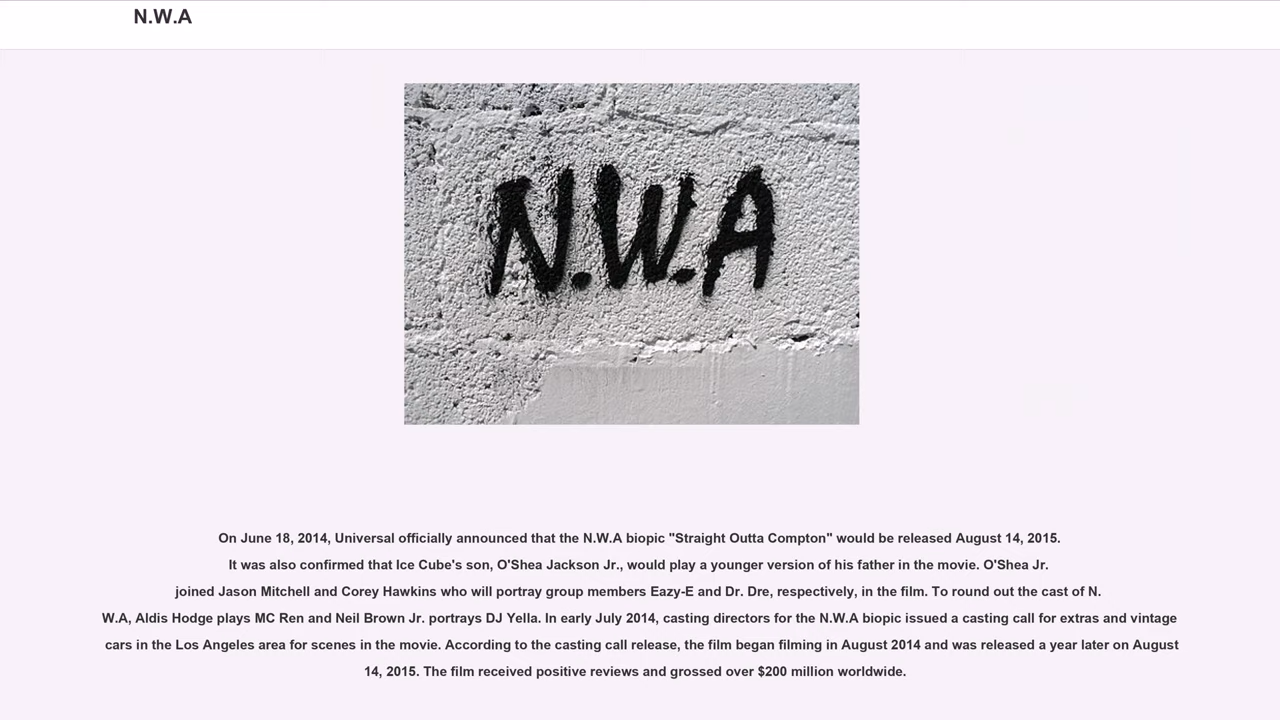 N.W.A
N.W.A
On June 18, 2014, Universal officially announced that the N.W.A biopic "Straight Outta Compton" would be released August 14, 2015.
It was also confirmed that Ice Cube's son, O'Shea Jackson Jr., would play a younger version of his father in the movie. O'Shea Jr.
joined Jason Mitchell and Corey Hawkins who will portray group members Eazy-E and Dr. Dre, respectively, in the film. To round out the cast of N.
W.A, Aldis Hodge plays MC Ren and Neil Brown Jr. portrays DJ Yella. In early July 2014, casting directors for the N.W.A biopic issued a casting call for extras and vintage
cars in the Los Angeles area for scenes in the movie. According to the casting call release, the film began filming in August 2014 and was released a year later on August
14, 2015. The film received positive reviews and grossed over $200 million worldwide.